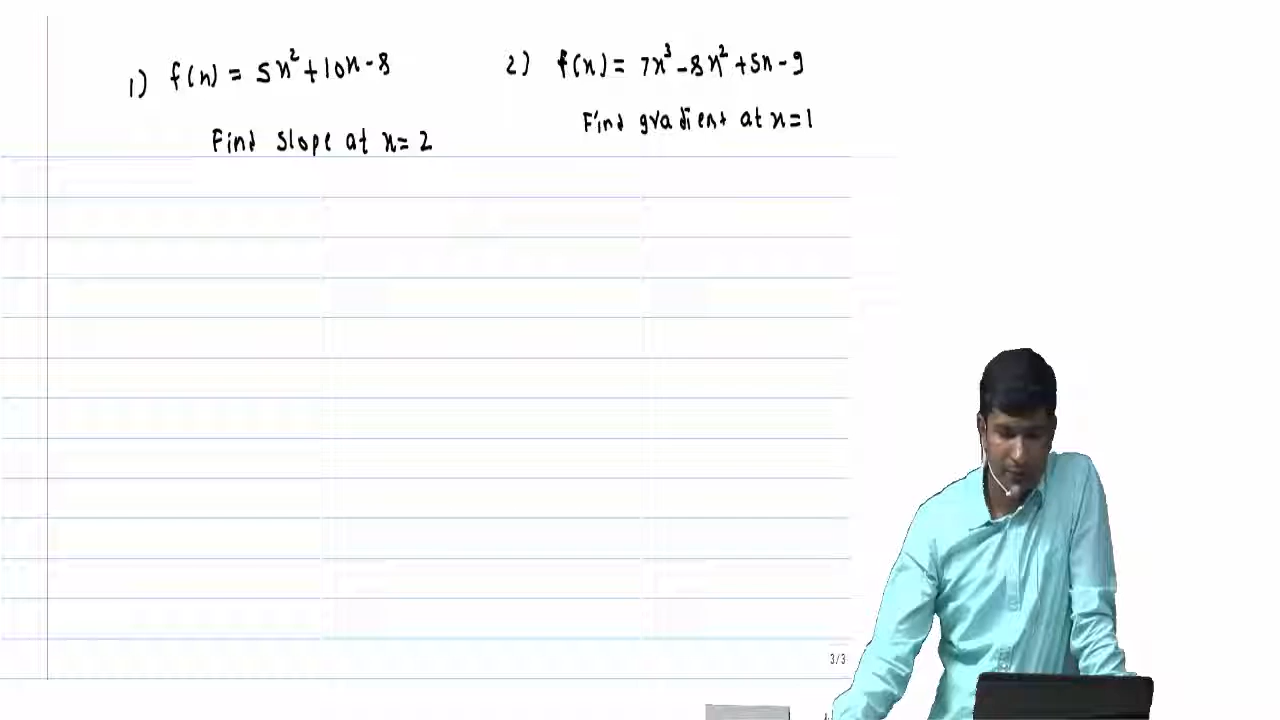 1) f(x) = 5x² + 10x - 8
Find slope at x = 2
2) f(x) = 7x³ - 8x² + 5x - 9
Find gradient at x = 1
3/3